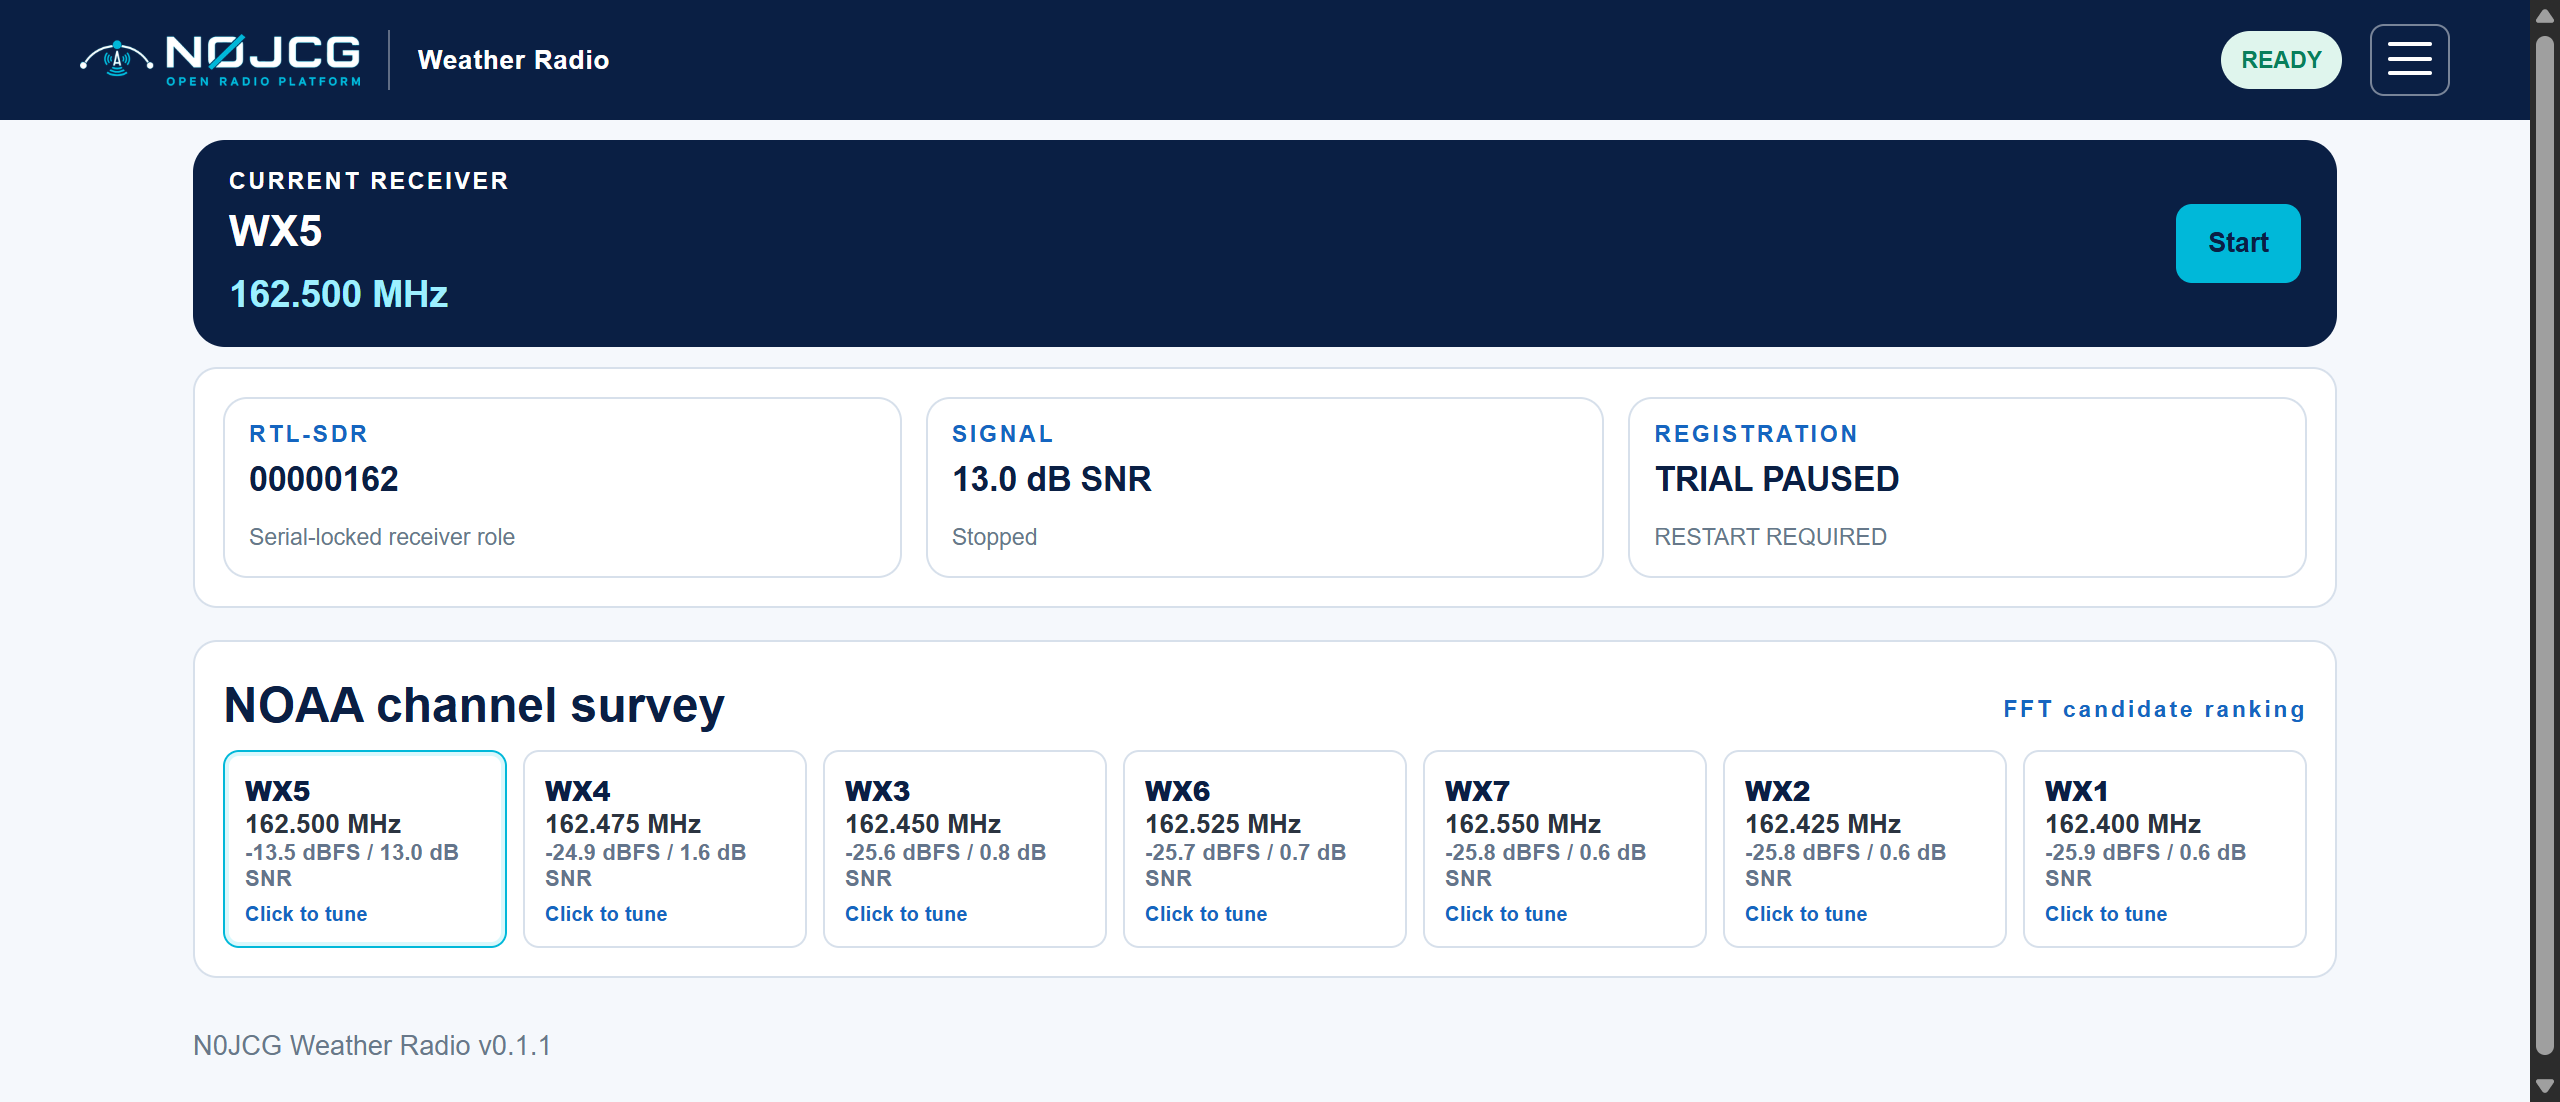 NØJCG
OPEN RADIO PLATFORM
Weather Radio
READY
CURRENT RECEIVER
WX5
162.500 MHz
Start
RTL-SDR
00000162
Serial-locked receiver role
SIGNAL
13.0 dB SNR
Stopped
REGISTRATION
TRIAL PAUSED
RESTART REQUIRED
NOAA channel survey
FFT candidate ranking
WX5
162.500 MHz
-13.5 dBFS / 13.0 dB
SNR
Click to tune
WX4
162.475 MHz
-24.9 dBFS / 1.6 dB
SNR
Click to tune
WX3
162.450 MHz
-25.6 dBFS / 0.8 dB
SNR
Click to tune
WX6
162.525 MHz
-25.7 dBFS / 0.7 dB
SNR
Click to tune
WX7
162.550 MHz
-25.8 dBFS / 0.6 dB
SNR
Click to tune
WX2
162.425 MHz
-25.8 dBFS / 0.6 dB
SNR
Click to tune
WX1
162.400 MHz
-25.9 dBFS / 0.6 dB
SNR
Click to tune
N0JCG Weather Radio v0.1.1